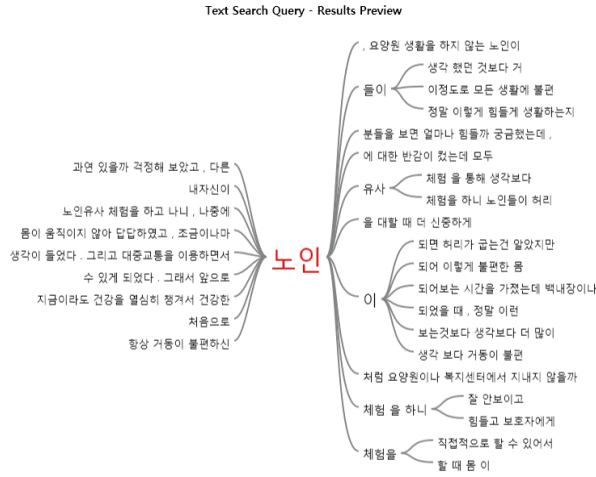 Text Search Query - Results Preview
과연 있을까 걱정해 보았고 , 다른
내자신이
노인유사 체험을 하고 나니 , 나중에
몸이 움직이지 않아 답답하였고 , 조금이나마
생각이 들었다 . 그리고 대중교통을 이용하면서
수 있게 되었다 . 그래서 앞으로
지금이라도 건강을 열심히 챙겨서 건강한
처음으로
항상 거동이 불편하신
노인
, 요양원 생활을 하지 않는 노인이
들이
생각 했던 것보다 거
이정도로 모든 생활에 불편
정말 이렇게 힘들게 생활하는지
분들을 보면 얼마나 힘들까 궁금했는데 ,
에 대한 반감이 컸는데 모두
유사
체험 을 통해 생각보다
체험을 하니 노인들이 허리
을 대할 때 더 신중하게
이
되면 허리가 굽는건 알았지만
되어 이렇게 불편한 몸
되어보는 시간을 가졌는데 백내장이나
되었을 때 , 정말 이런
보는것보다 생각보다 더 많이
생각 보다 거동이 불편
처럼 요양원이나 복지센터에서 지내지 않을까
체험 을 하니
잘 안보이고
힘들고 보호자에게
체험을
직접적으로 할 수 있어서
할 때 몸 이